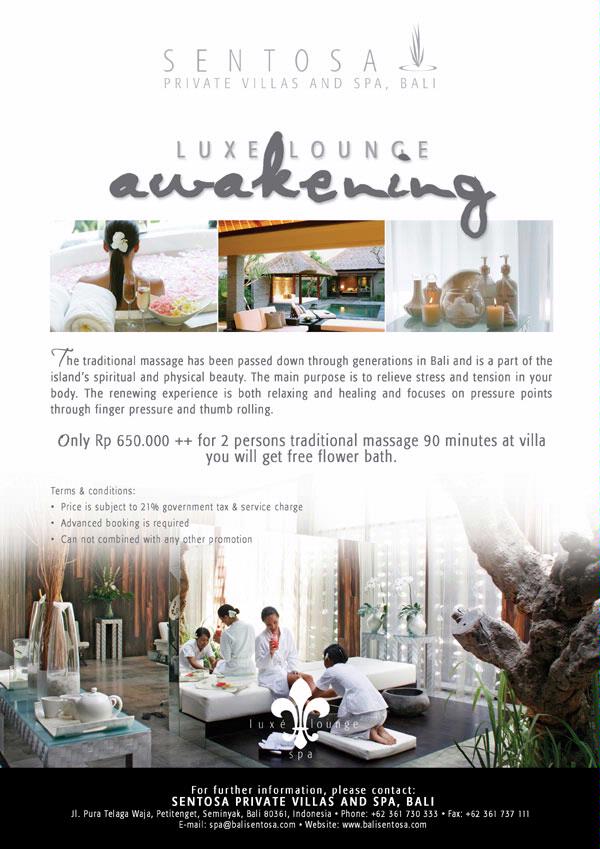 SENTOSA
PRIVATE VILLAS AND SPA, BALI
LUXE LOUNGE
awakening
The traditional massage has been passed down through generations in Bali and is a part of the
island's spiritual and physical beauty. The main purpose is to relieve stress and tension in your
body. The renewing experience is both relaxing and healing and focuses on pressure points
through finger pressure and thumb rolling.
Only Rp 650.000 ++ for 2 persons traditional massage 90 minutes at villa
you will get free flower bath.
Terms & conditions:
• Price is subject to 21% government tax & service charge
• Advanced booking is required
• Can not combined with any other promotion
luxé lounge
spa
For further information, please contact:
SENTOSA PRIVATE VILLAS AND SPA, BALI
Jl. Pura Telaga Waja, Petitenget, Seminyak, Bali 80361, Indonesia • Phone: +62 361 730 333 • Fax: +62 361 737 111
E-mail: spa@balisentosa.com • Website: www.balisentosa.com